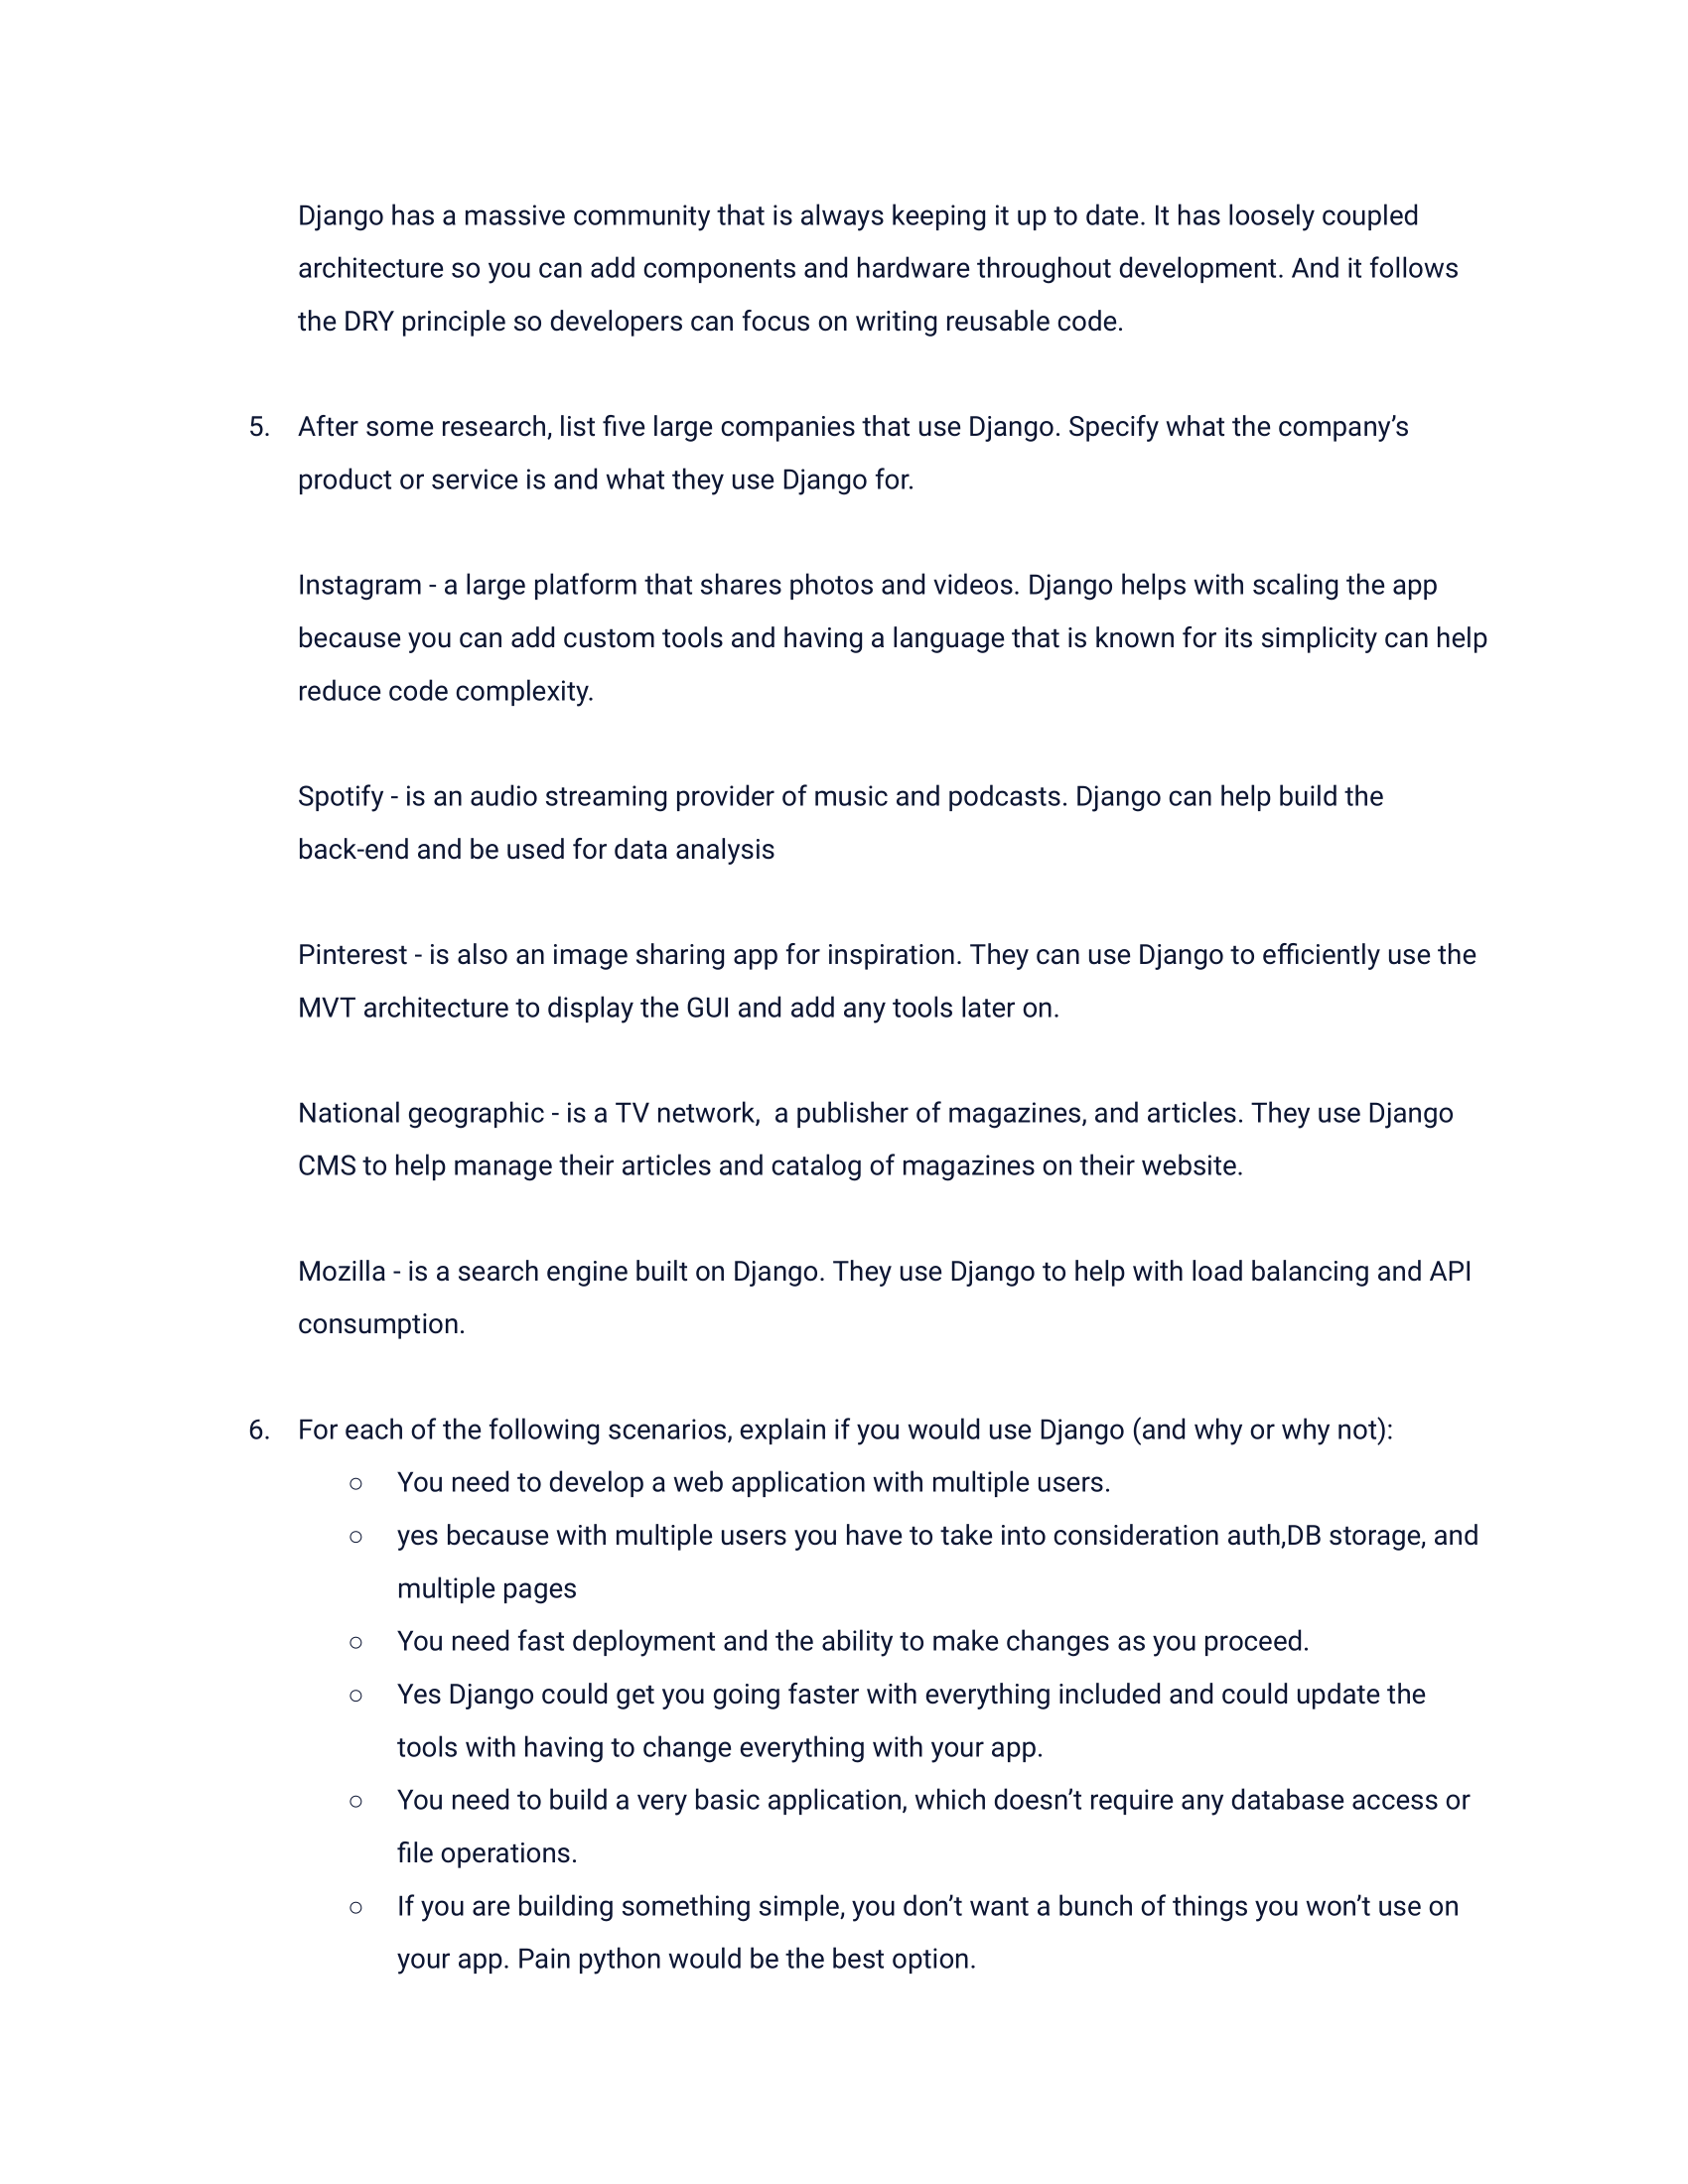 Django has a massive community that is always keeping it up to date. It has loosely coupled
architecture so you can add components and hardware throughout development. And it follows
the DRY principle so developers can focus on writing reusable code.
5. After some research, list five large companies that use Django. Specify what the company’s
product or service is and what they use Django for.
Instagram - a large platform that shares photos and videos. Django helps with scaling the app
because you can add custom tools and having a language that is known for its simplicity can help
reduce code complexity.
Spotify - is an audio streaming provider of music and podcasts. Django can help build the
back-end and be used for data analysis
Pinterest - is also an image sharing app for inspiration. They can use Django to efficiently use the
MVT architecture to display the GUI and add any tools later on.
National geographic - is a TV network,  a publisher of magazines, and articles. They use Django
CMS to help manage their articles and catalog of magazines on their website.
Mozilla - is a search engine built on Django. They use Django to help with load balancing and API
consumption.
6. For each of the following scenarios, explain if you would use Django (and why or why not):
○ You need to develop a web application with multiple users.
○ yes because with multiple users you have to take into consideration auth,DB storage, and
multiple pages
○ You need fast deployment and the ability to make changes as you proceed.
○ Yes Django could get you going faster with everything included and could update the
tools with having to change everything with your app.
○ You need to build a very basic application, which doesn’t require any database access or
file operations.
○ If you are building something simple, you don’t want a bunch of things you won’t use on
your app. Pain python would be the best option.